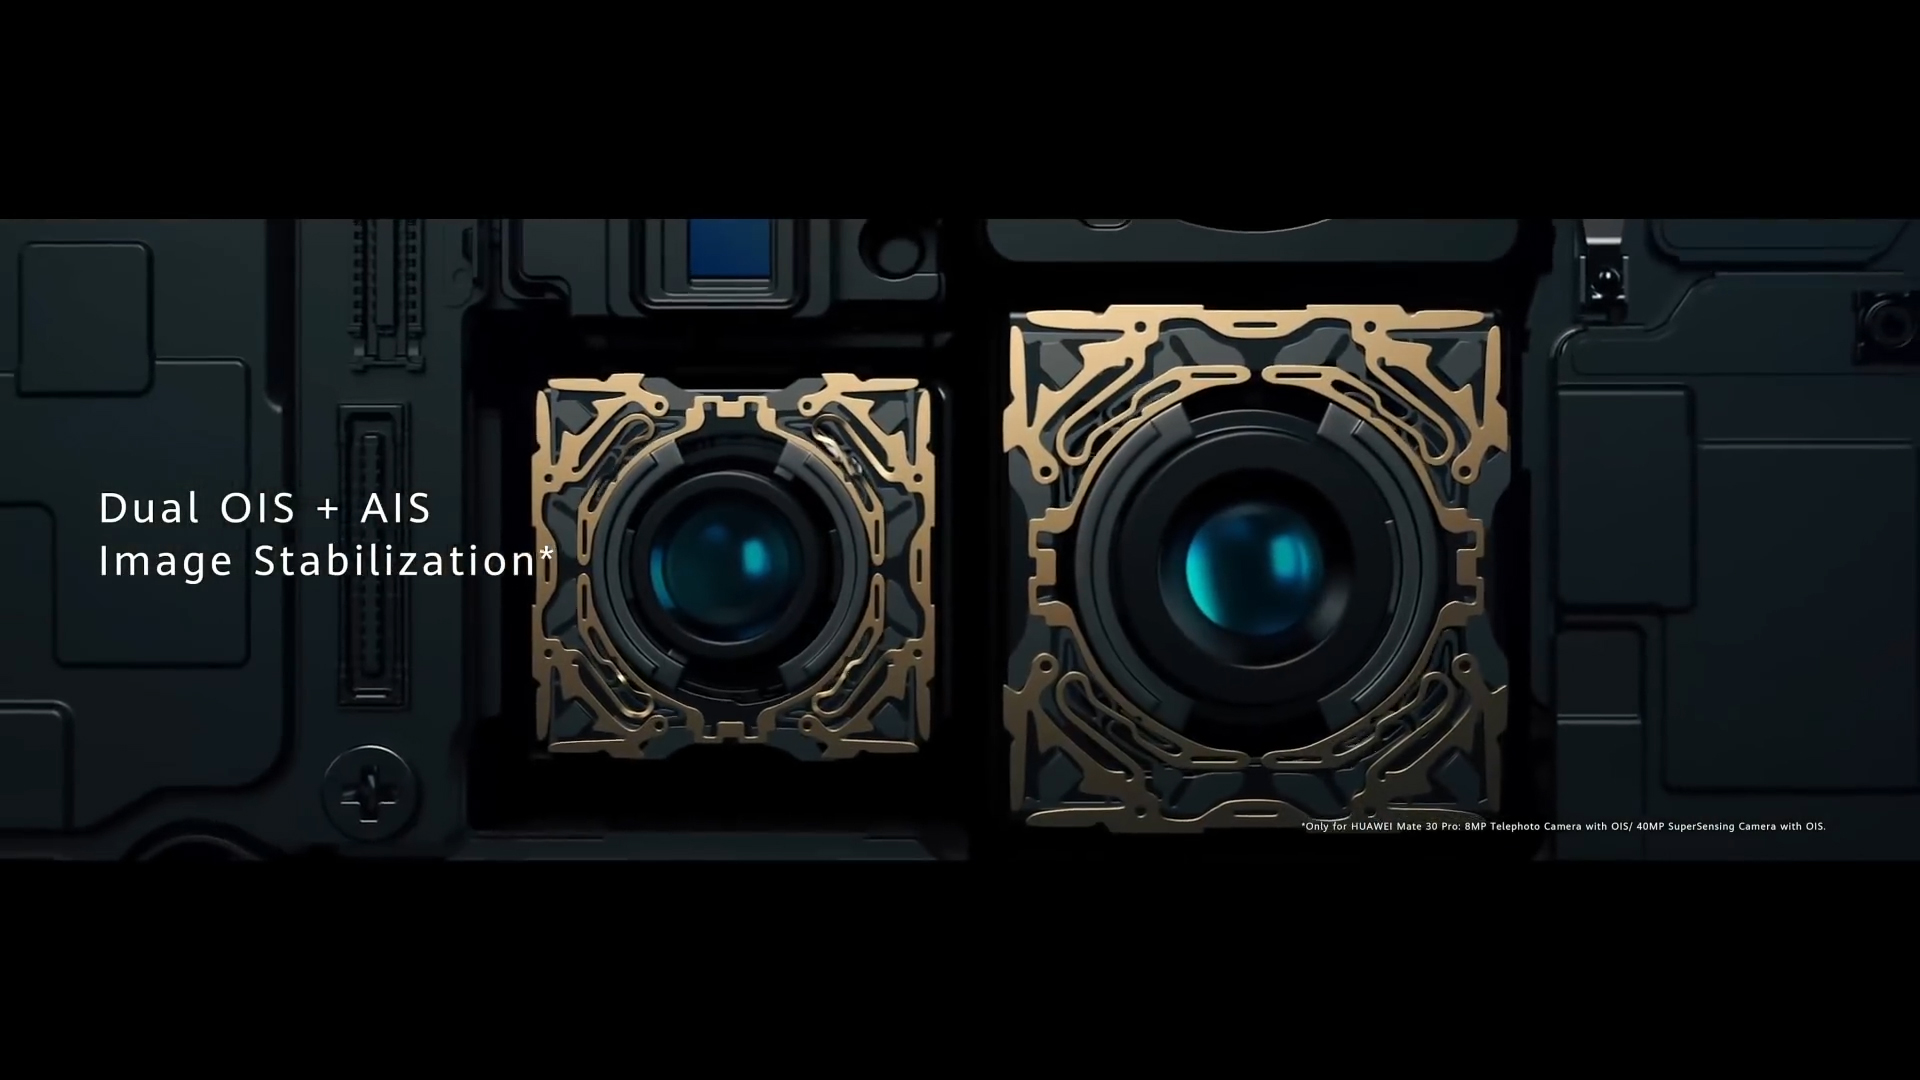 Dual OIS + AIS
Image Stabilization*
*Only for HUAWEI Mate 30 Pro: 8MP Telephoto Camera with OIS/ 40MP SuperSensing Camera with OIS.